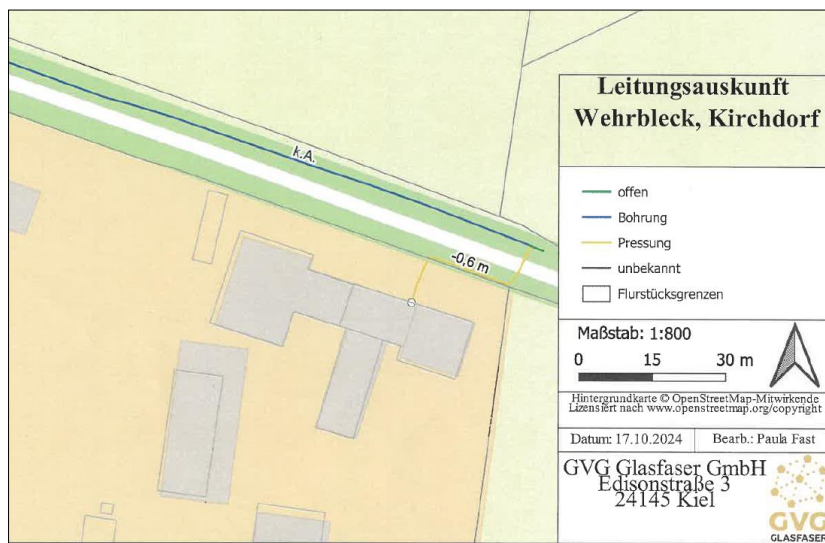 k.A.
-0,6 m
Leitungsauskunft
Wehrbleck, Kirchdorf
offen
Bohrung
Pressung
unbekannt
Flurstücksgrenzen
Maßstab: 1:800
0 15 30 m
Hintergrundkarte © OpenStreetMap-Mitwirkende
Lizensiert nach www.openstreetmap.org/copyright
Datum: 17.10.2024 Bearb.: Paula Fast
GVG Glasfaser GmbH
Edisonstraße 3
24145 Kiel
GVG
GLASFASER